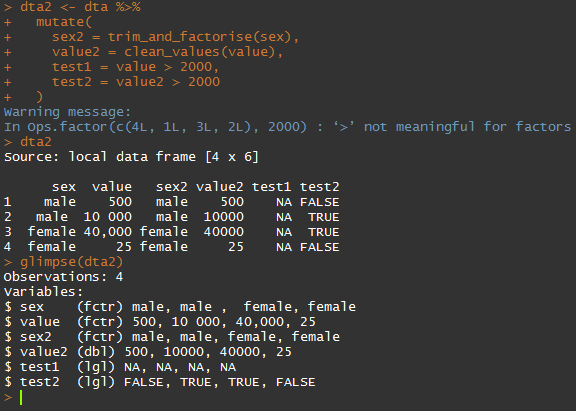 > dta2 <- dta %>%
+   mutate(
+     sex2 = trim_and_factorise(sex),
+     value2 = clean_values(value),
+     test1 = value > 2000,
+     test2 = value2 > 2000
+   )
Warning message:
In Ops.factor(c(4L, 1L, 3L, 2L), 2000) : ‘>’ not meaningful for factors
> dta2
Source: local data frame [4 x 6]

      sex  value   sex2 value2 test1 test2
1    male    500   male    500    NA FALSE
2   male  10 000   male  10000    NA  TRUE
3  female 40,000 female  40000    NA  TRUE
4  female     25 female     25    NA FALSE
> glimpse(dta2)
Observations: 4
Variables:
$ sex    (fctr) male, male ,  female, female
$ value  (fctr) 500, 10 000, 40,000, 25
$ sex2   (fctr) male, male, female, female
$ value2 (dbl) 500, 10000, 40000, 25
$ test1  (lgl) NA, NA, NA, NA
$ test2  (lgl) FALSE, TRUE, TRUE, FALSE
>